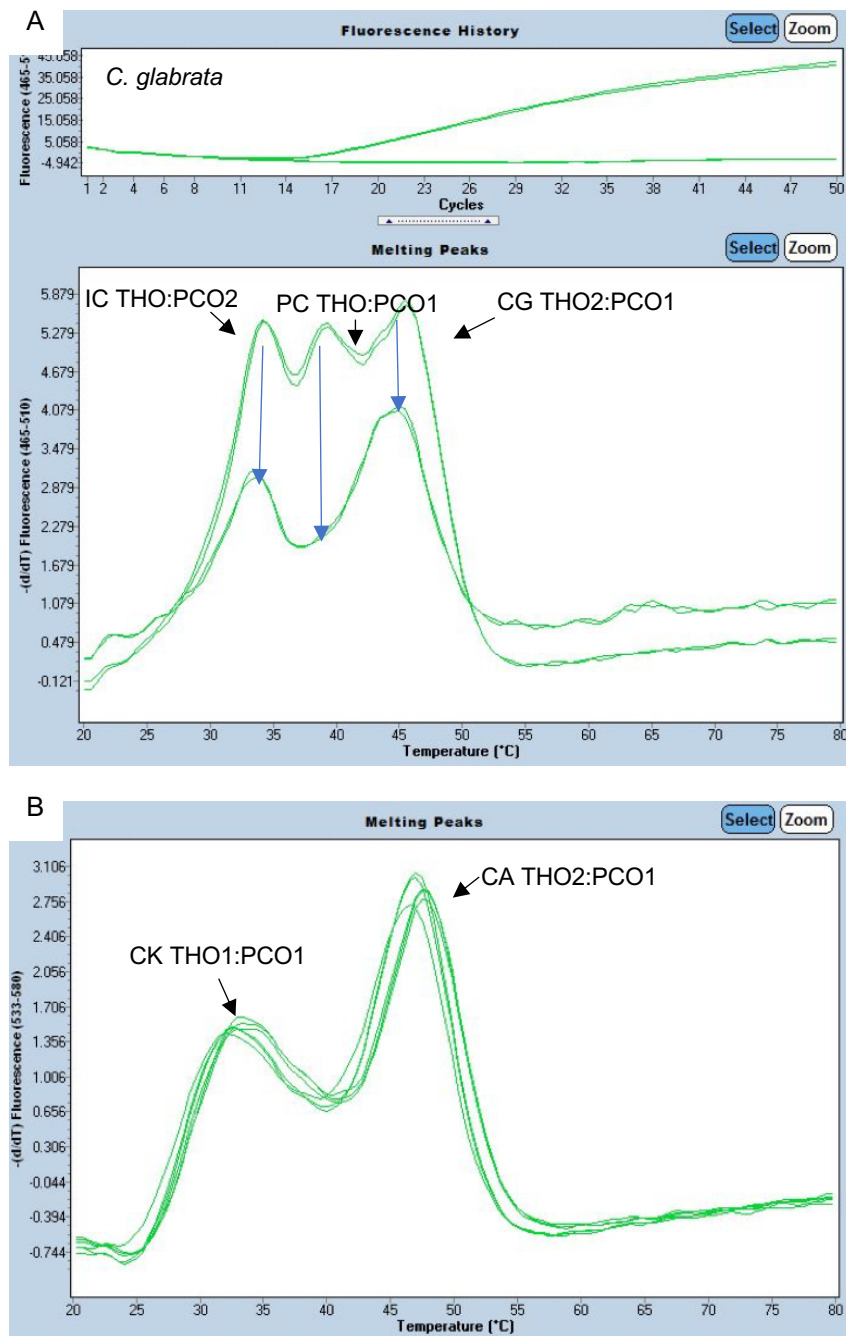 A
Fluorescence History
Select Zoom
C. glabrata
45.058
35.058
25.058
15.058
5.058
-4.942
1 2 4 6 8 11 14 17 20 23 26 29 32 35 38 41 44 47 50
Cycles
Melting Peaks
Select Zoom
IC THO:PCO2
PC THO:PCO1
CG THO2:PCO1
-(d/dT) Fluorescence (465-510)
5.879
5.279
4.679
4.079
3.479
2.879
2.279
1.679
1.079
0.479
-0.121
20 25 30 35 40 45 50 55 60 65 70 75 80
Temperature (°C)
B
Melting Peaks
Select Zoom
CA THO2:PCO1
CK THO1:PCO1
-(d/dT) Fluorescence (533-580)
3.106
2.756
2.406
2.056
1.706
1.356
1.006
0.656
0.306
-0.044
-0.394
-0.744
20 25 30 35 40 45 50 55 60 65 70 75 80
Temperature (°C)